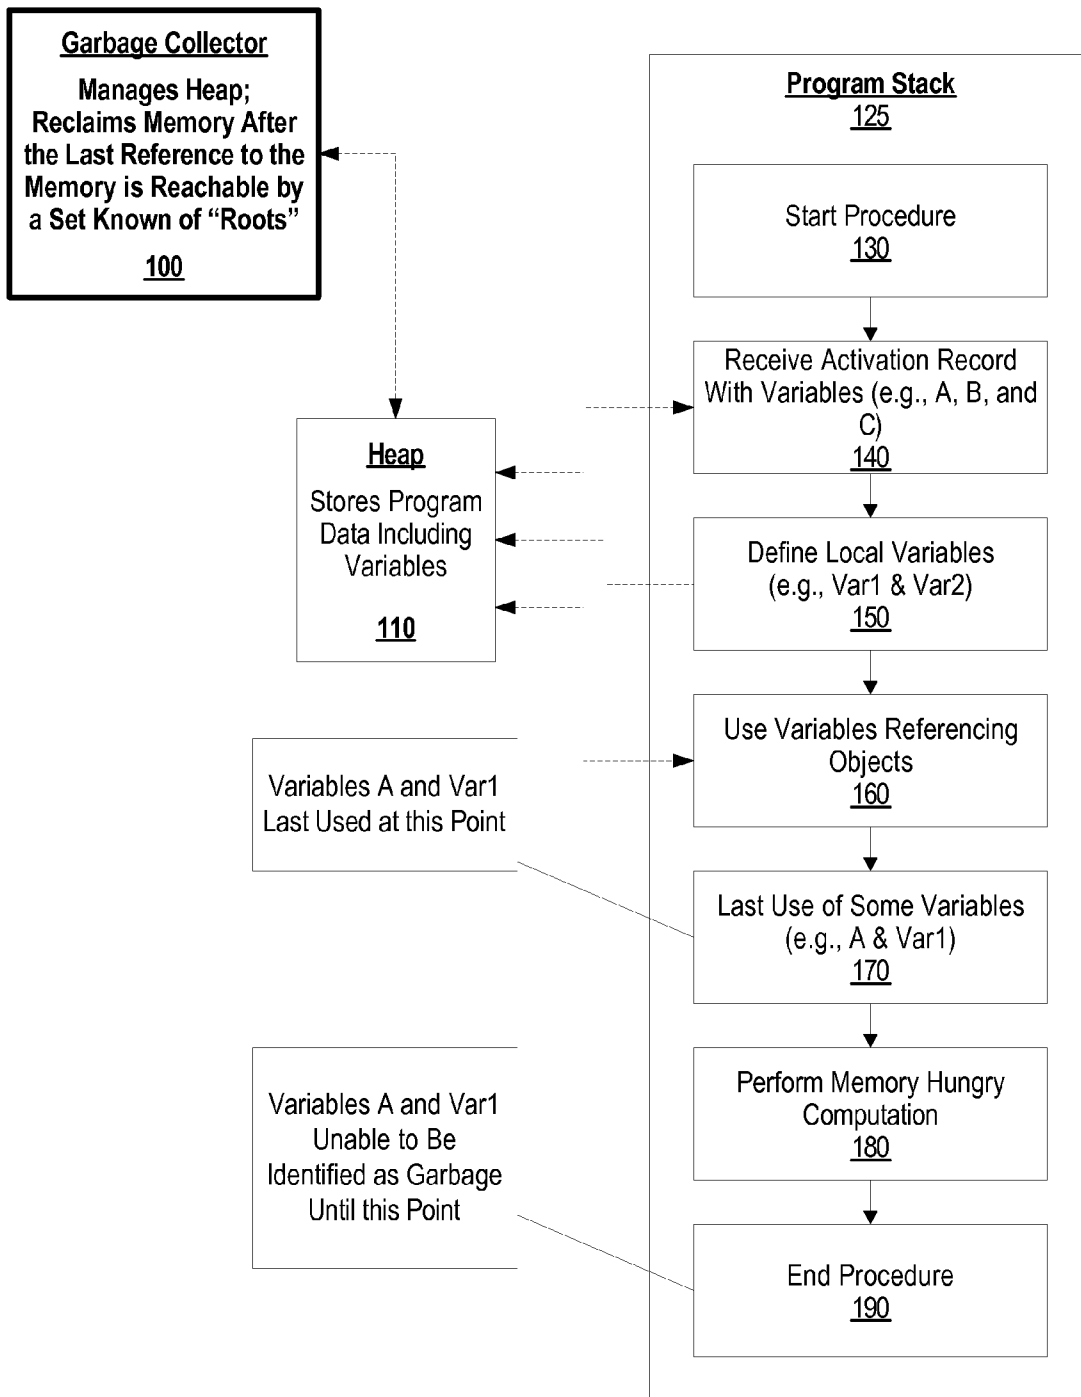 Garbage Collector
Manages Heap;
Reclaims Memory After
the Last Reference to the
Memory is Reachable by
a Set Known of “Roots”
100
Program Stack
125
Start Procedure
130
Receive Activation Record
With Variables (e.g., A, B, and
C)
140
Heap
Stores Program
Data Including
Variables
110
Define Local Variables
(e.g., Var1 & Var2)
150
Use Variables Referencing
Objects
160
Variables A and Var1
Last Used at this Point
Last Use of Some Variables
(e.g., A & Var1)
170
Perform Memory Hungry
Computation
180
Variables A and Var1
Unable to Be
Identified as Garbage
Until this Point
End Procedure
190